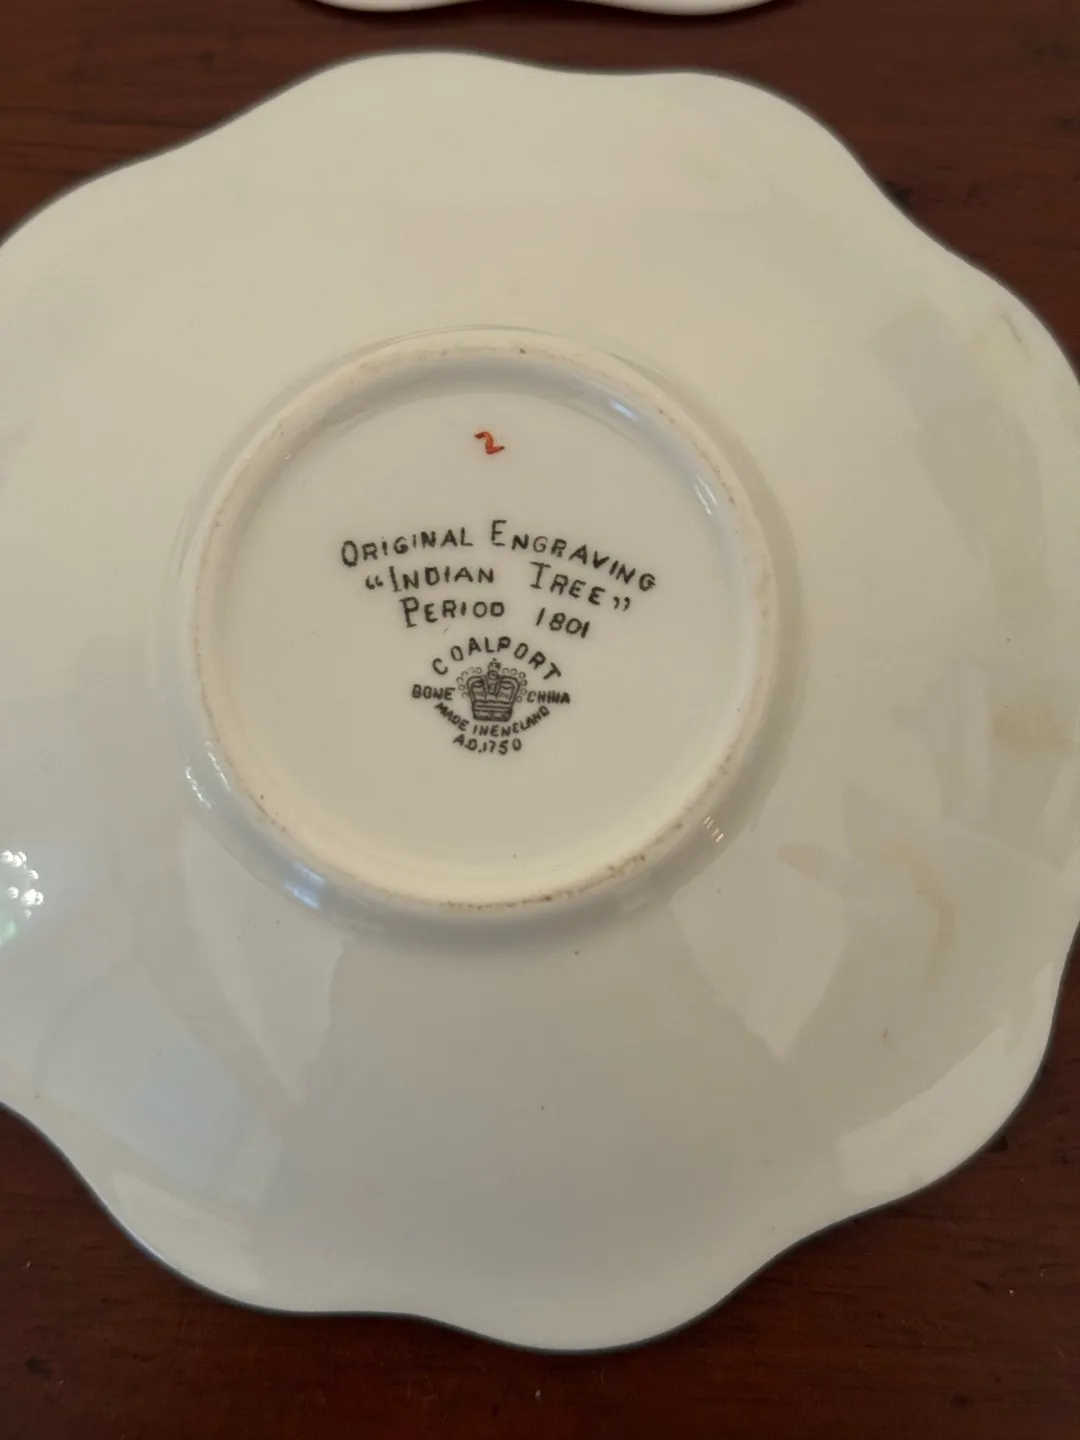 2
ORIGINAL ENGRAVING
“INDIAN TREE”
PERIOD 1801
COALPORT
BONE CHINA
MADE IN ENGLAND
A.D.1750